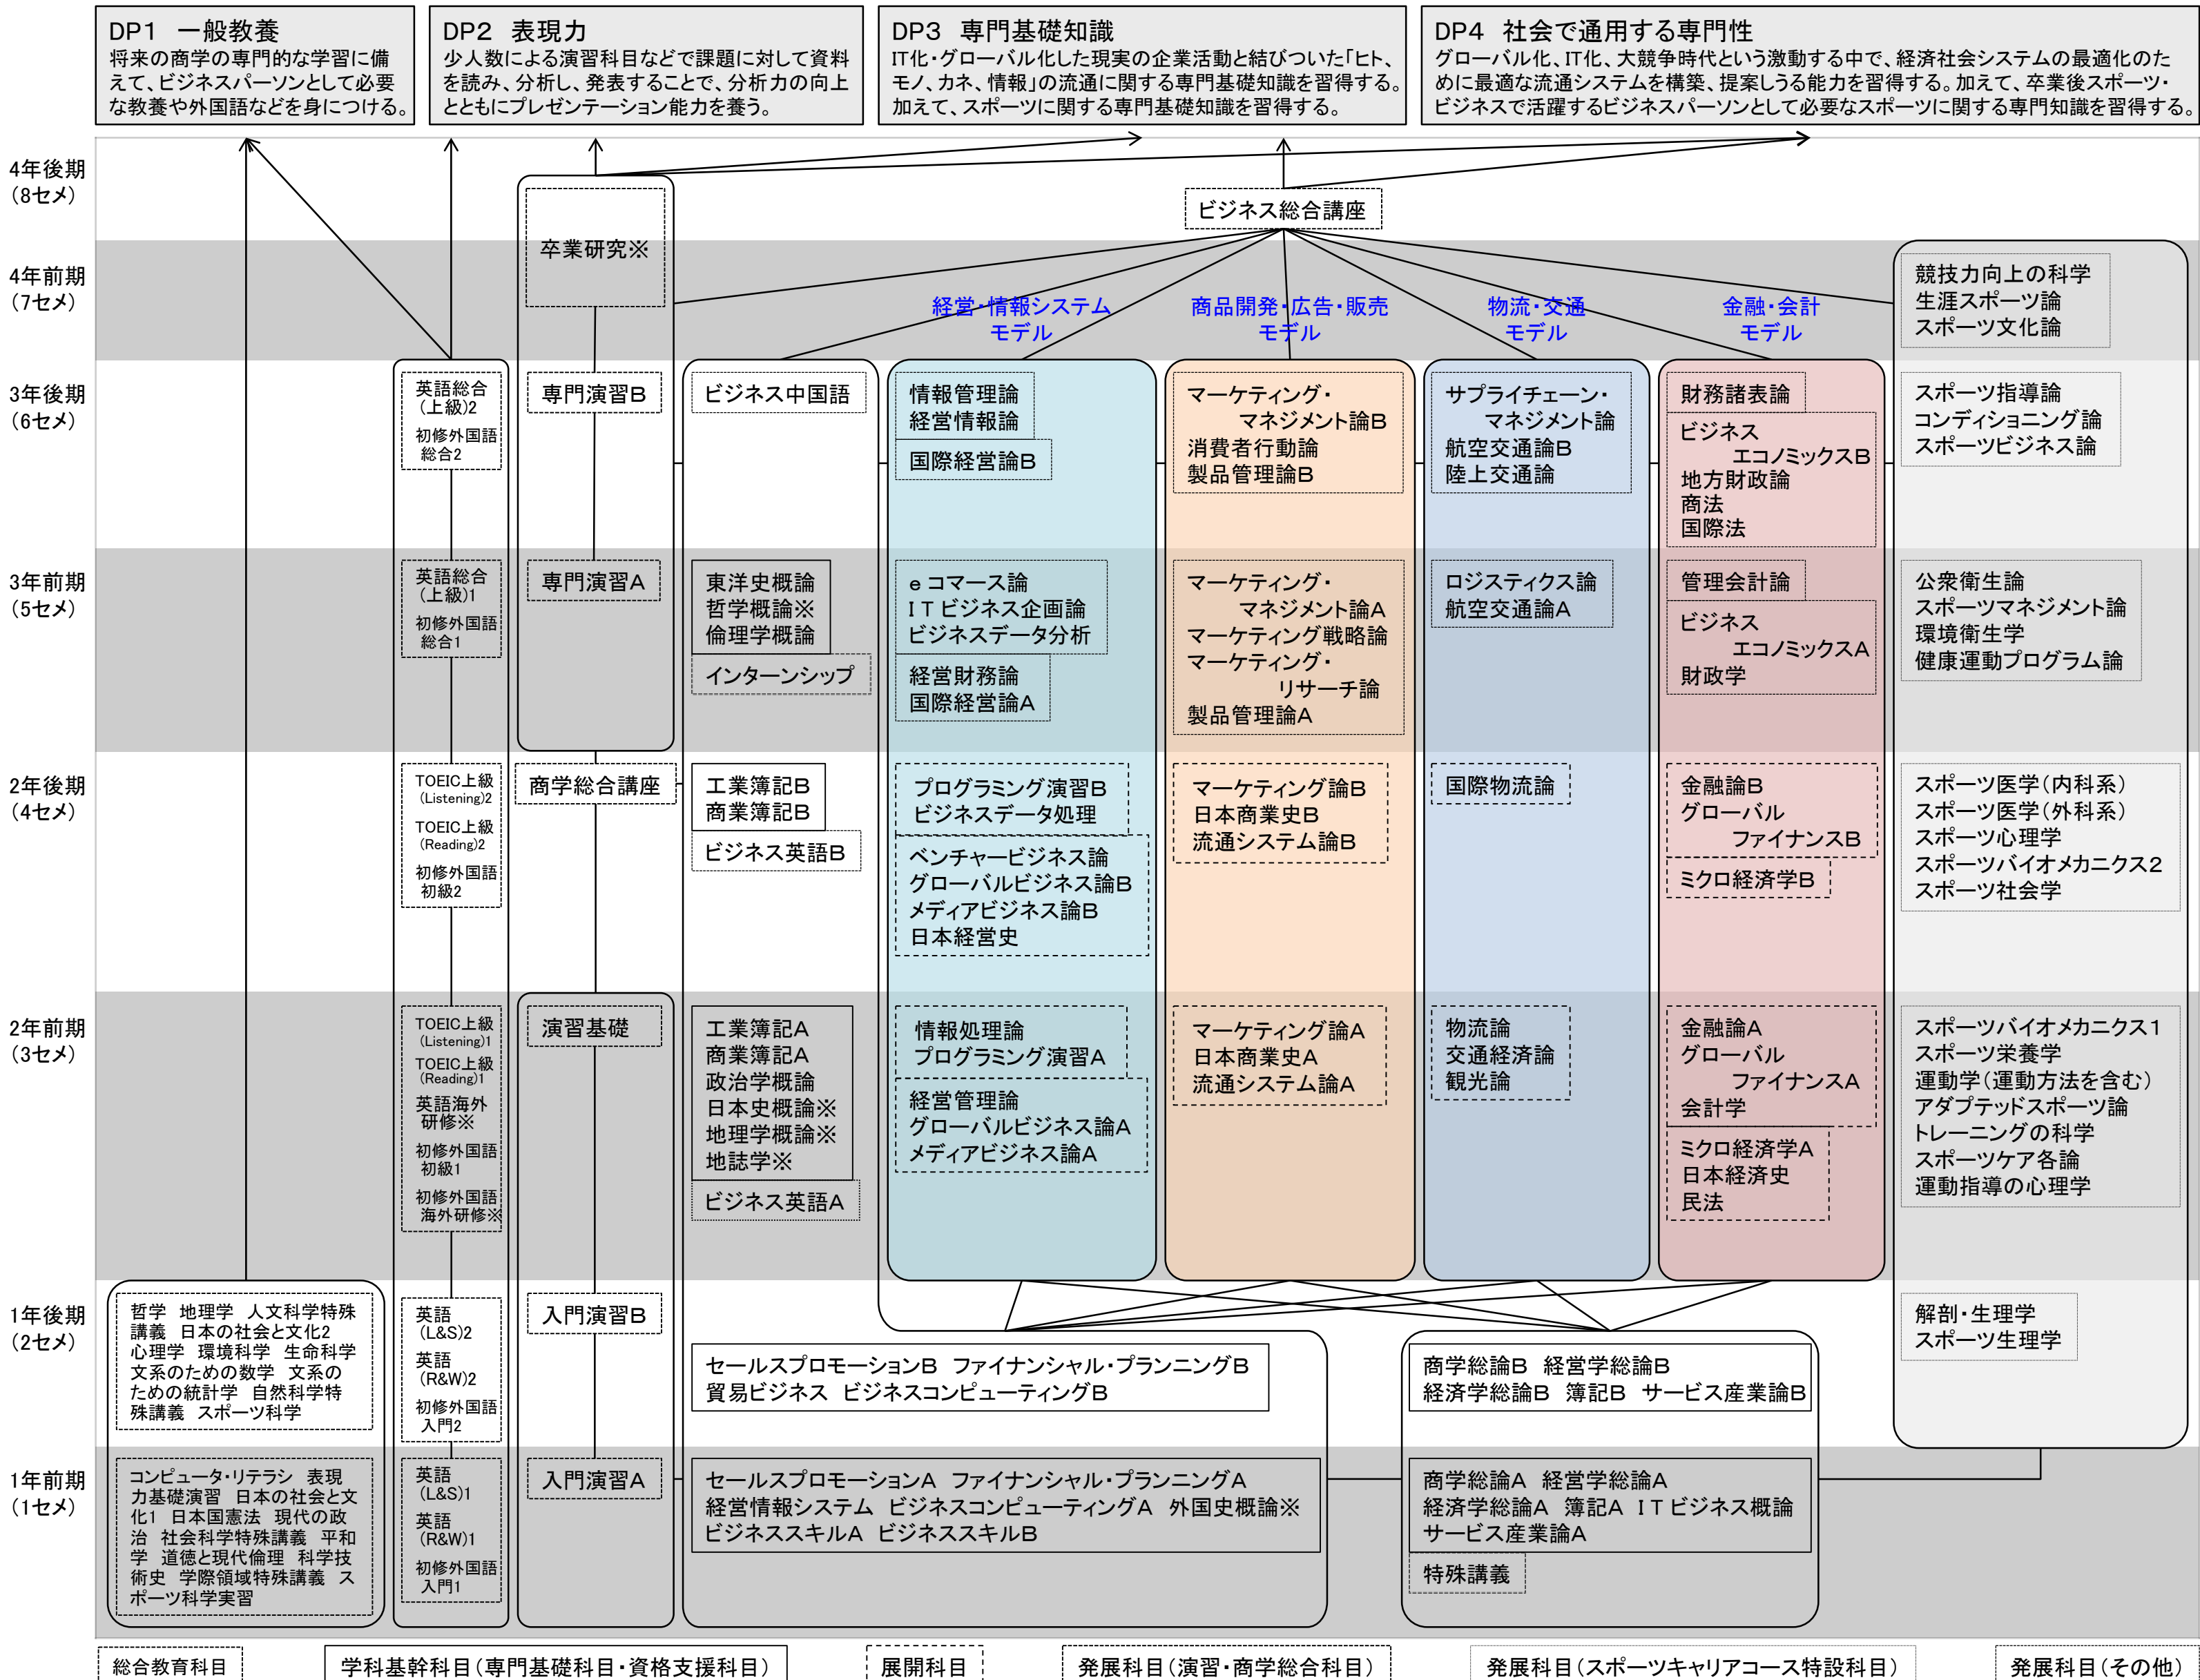 DP1　一般教養
将来の商学の専門的な学習に備
えて、ビジネスパーソンとして必要
な教養や外国語などを身につける。
DP2　表現力
少人数による演習科目などで課題に対して資料
を読み、分析し、発表することで、分析力の向上
とともにプレゼンテーション能力を養う。
DP3　専門基礎知識
IT化・グローバル化した現実の企業活動と結びついた「ヒト、
モノ、カネ、情報」の流通に関する専門基礎知識を習得する。
加えて、スポーツに関する専門基礎知識を習得する。
DP4　社会で通用する専門性
グローバル化、IT化、大競争時代という激動する中で、経済社会システムの最適化のた
めに最適な流通システムを構築、提案しうる能力を習得する。加えて、卒業後スポーツ・
ビジネスで活躍するビジネスパーソンとして必要なスポーツに関する専門知識を習得する。
4年後期
(8セメ)
ビジネス総合講座
卒業研究※
4年前期
(7セメ)
経営・情報システム
モデル
商品開発・広告・販売
モデル
物流・交通
モデル
金融・会計
モデル
競技力向上の科学
生涯スポーツ論
スポーツ文化論
3年後期
(6セメ)
英語総合
(上級)2
初修外国語
総合2
専門演習B
ビジネス中国語
情報管理論
経営情報論
国際経営論B
マーケティング・
マネジメント論B
消費者行動論
製品管理論B
サプライチェーン・
マネジメント論
航空交通論B
陸上交通論
財務諸表論
ビジネス
エコノミックスB
地方財政論
商法
国際法
スポーツ指導論
コンディショニング論
スポーツビジネス論
3年前期
(5セメ)
英語総合
(上級)1
初修外国語
総合1
専門演習A
東洋史概論
哲学概論※
倫理学概論
インターンシップ
eコマース論
ITビジネス企画論
ビジネスデータ分析
経営財務論
国際経営論A
マーケティング・
マネジメント論A
マーケティング戦略論
マーケティング・
リサーチ論
製品管理論A
ロジスティクス論
航空交通論A
管理会計論
ビジネス
エコノミックスA
財政学
公衆衛生論
スポーツマネジメント論
環境衛生学
健康運動プログラム論
2年後期
(4セメ)
TOEIC上級
(Listening)2
TOEIC上級
(Reading)2
初修外国語
初級2
商学総合講座
工業簿記B
商業簿記B
ビジネス英語B
プログラミング演習B
ビジネスデータ処理
ベンチャービジネス論
グローバルビジネス論B
メディアビジネス論B
日本経営史
マーケティング論B
日本商業史B
流通システム論B
国際物流論
金融論B
グローバル
ファイナンスB
ミクロ経済学B
スポーツ医学(内科系)
スポーツ医学(外科系)
スポーツ心理学
スポーツバイオメカニクス2
スポーツ社会学
2年前期
(3セメ)
TOEIC上級
(Listening)1
TOEIC上級
(Reading)1
英語海外
研修※
初修外国語
初級1
初修外国語
海外研修※
演習基礎
工業簿記A
商業簿記A
政治学概論
日本史概論※
地理学概論※
地誌学※
ビジネス英語A
情報処理論
プログラミング演習A
経営管理論
グローバルビジネス論A
メディアビジネス論A
マーケティング論A
日本商業史A
流通システム論A
物流論
交通経済論
観光論
金融論A
グローバル
ファイナンスA
会計学
ミクロ経済学A
日本経済史
民法
スポーツバイオメカニクス1
スポーツ栄養学
運動学(運動方法を含む)
アダプテッドスポーツ論
トレーニングの科学
スポーツケア各論
運動指導の心理学
1年後期
(2セメ)
哲学　地理学　人文科学特殊
講義　日本の社会と文化2
心理学　環境科学　生命科学
文系のための数学　文系の
ための統計学　自然科学特
殊講義　スポーツ科学
英語
(L&S)2
英語
(R&W)2
初修外国語
入門2
入門演習B
セールスプロモーションB　ファイナンシャル・プランニングB
貿易ビジネス　ビジネスコンピューティングB
商学総論B　経営学総論B
経済学総論B　簿記B　サービス産業論B
解剖・生理学
スポーツ生理学
1年前期
(1セメ)
コンピュータ・リテラシ　表現
力基礎演習　日本の社会と文
化1　日本国憲法　現代の政
治　社会科学特殊講義　平和
学　道徳と現代倫理　科学技
術史　学際領域特殊講義　ス
ポーツ科学実習
英語
(L&S)1
英語
(R&W)1
初修外国語
入門1
入門演習A
セールスプロモーションA　ファイナンシャル・プランニングA
経営情報システム　ビジネスコンピューティングA　外国史概論※
ビジネススキルA　ビジネススキルB
商学総論A　経営学総論A
経済学総論A　簿記A　ITビジネス概論
サービス産業論A
特殊講義
総合教育科目
学科基幹科目(専門基礎科目・資格支援科目)
展開科目
発展科目(演習・商学総合科目)
発展科目(スポーツキャリアコース特設科目)
発展科目(その他)